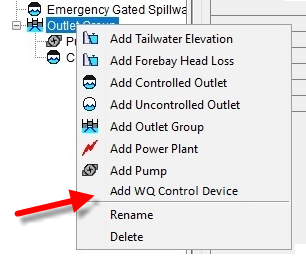 Emergency Gated Spillwa
Outlet Group
Add Tailwater Elevation
Add Forebay Head Loss
Add Controlled Outlet
Add Uncontrolled Outlet
Add Outlet Group
Add Power Plant
Add Pump
Add WQ Control Device
Rename
Delete